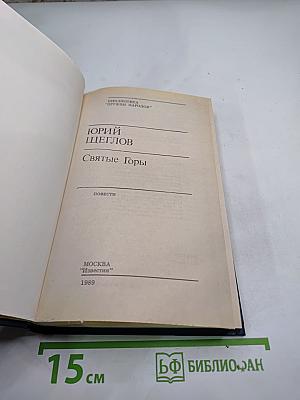 БИБЛИОТЕКА
"ДРУЖБЫ НАРОДОВ"
ЮРИЙ
ЩЕГЛОВ
Святые Горы
ПОВЕСТИ
МОСКВА
"Известия"
1989
15 см
БФ БИБЛИОФАН